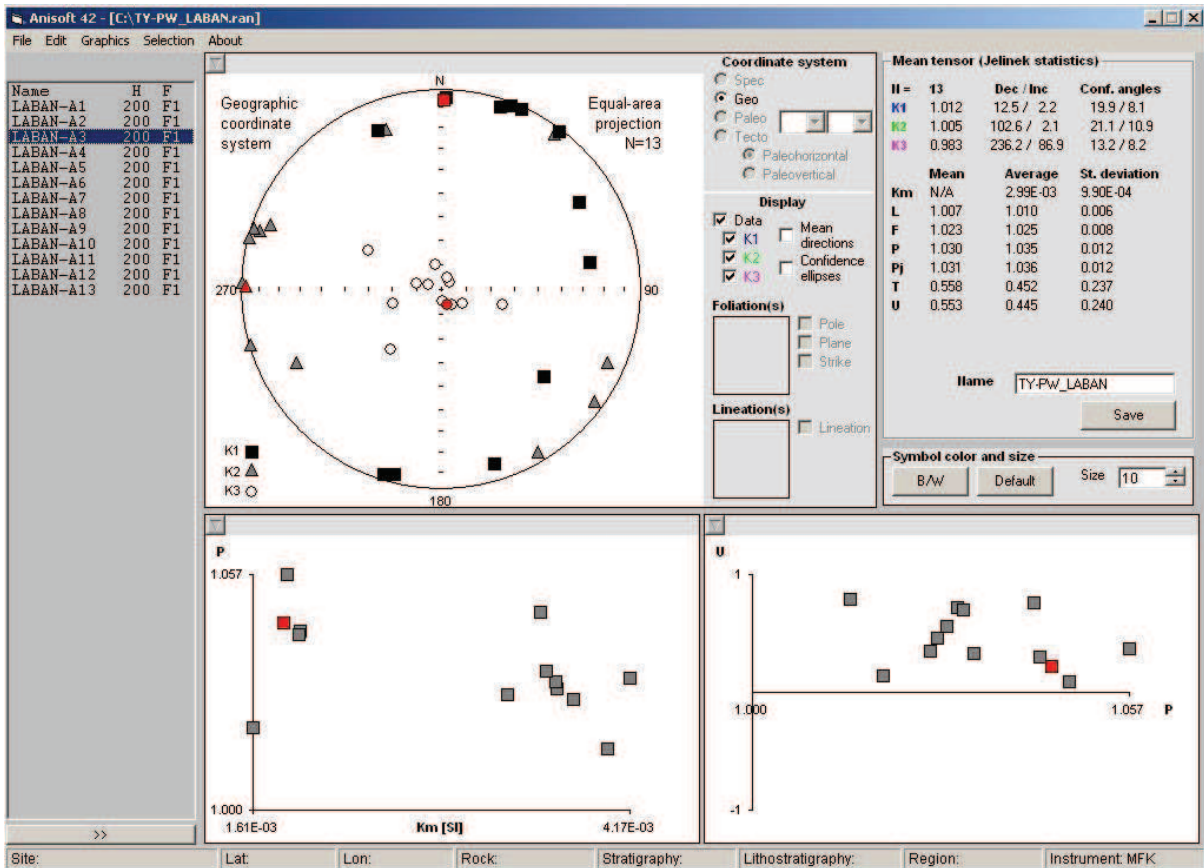 Anisoft 42 - [C:\TY-PW_LABAN.ran]
File Edit Graphics Selection About
Name H F
LABAN-A1 200 F1
LABAN-A2 200 F1
LABAN-A3 200 F1
LABAN-A4 200 F1
LABAN-A5 200 F1
LABAN-A6 200 F1
LABAN-A7 200 F1
LABAN-A8 200 F1
LABAN-A9 200 F1
LABAN-A10 200 F1
LABAN-A11 200 F1
LABAN-A12 200 F1
LABAN-A13 200 F1
>>
Geographic
coordinate
system
N
Equal-area
projection
N=13
270
90
180
K1
K2
K3
Coordinate system
Spec
Geo
Paleo
Tecto
Paleohorizontal
Paleovertical
Display
Data
K1
K2
K3
Mean
directions
Confidence
ellipses
Foliation(s)
Pole
Plane
Strike
Lineation(s)
Lineation
Mean tensor (Jelinek statistics)
N = 13 Dec / Inc Conf. angles
K1 1.012 12.5 / 2.2 19.9 / 8.1
K2 1.005 102.6 / 2.1 21.1 / 10.9
K3 0.983 236.2 / 86.9 13.2 / 8.2
Mean Average St. deviation
Km N/A 2.99E-03 9.90E-04
L 1.007 1.010 0.006
F 1.023 1.025 0.008
P 1.030 1.035 0.012
Pj 1.031 1.036 0.012
T 0.558 0.452 0.237
U 0.553 0.445 0.240
Name TY-PW_LABAN
Save
Symbol color and size
B/W Default Size 10
P
1.057
1.000
1.61E-03 Km [SI] 4.17E-03
U
1
1.000 1.057 P
-1
Site: Lat: Lon: Rock: Stratigraphy: Lithostratigraphy: Region: Instrument: MFK